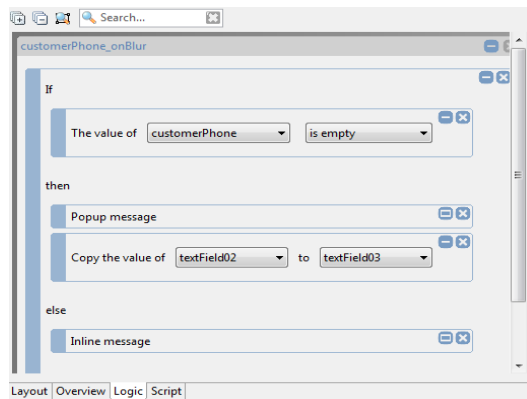 Search...
customerPhone_onBlur
If
The value of customerPhone is empty
then
Popup message
Copy the value of textField02 to textField03
else
Inline message
Layout Overview Logic Script